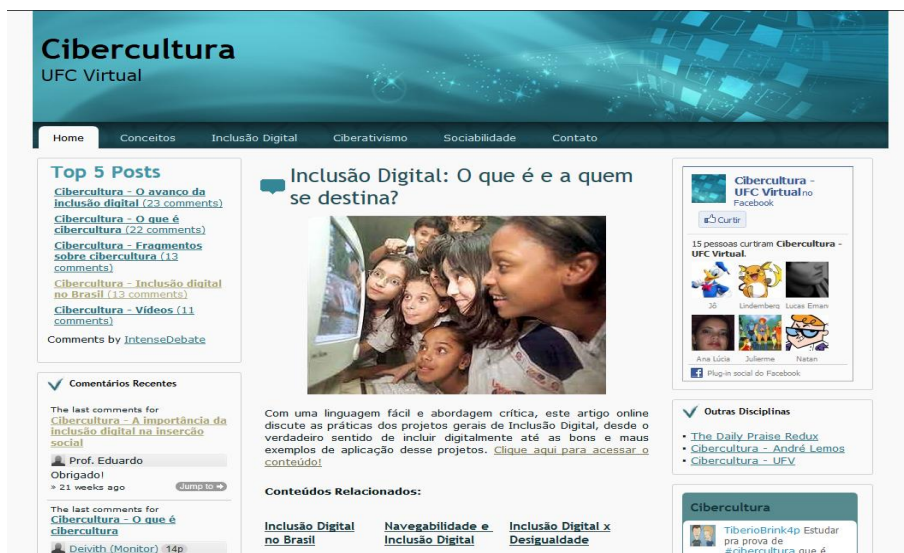 Cibercultura
UFC Virtual
Home Conceitos Inclusão Digital Ciberativismo Sociabilidade Contato
Top 5 Posts
Cibercultura - O avanço da
inclusão digital (23 comments)
Cibercultura - O que é
cibercultura (22 comments)
Cibercultura - Fragmentos
sobre cibercultura (13
comments)
Cibercultura - Inclusão digital
no Brasil (13 comments)
Cibercultura - Vídeos (11
comments)
Comments by IntenseDebate
Comentários Recentes
The last comments for
Cibercultura - A importância da
inclusão digital na inserção
social
Prof. Eduardo
Obrigado!
» 21 weeks ago Jump to
The last comments for
Cibercultura - O que é
cibercultura
Deivith (Monitor) 14p
Inclusão Digital: O que é e a quem
se destina?
Com uma linguagem fácil e abordagem crítica, este artigo online
discute as práticas dos projetos gerais de Inclusão Digital, desde o
verdadeiro sentido de incluir digitalmente até as bons e maus
exemplos de aplicação desse projetos. Clique aqui para acessar o
conteúdo!
Conteúdos Relacionados:
Inclusão Digital
no Brasil
Navegabilidade e
Inclusão Digital
Inclusão Digital x
Desigualdade
Cibercultura -
UFC Virtual no
Facebook
Curtir
15 pessoas curtiram Cibercultura -
UFC Virtual.
Jô Lindemberg Lucas Eman
Ana Lúcia Julierme Natan
Plug-in social do Facebook
Outras Disciplinas
The Daily Praise Redux
Cibercultura - André Lemos
Cibercultura - UFV
Cibercultura
TiberioBrink4p Estudar
pra prova de
#cibercultura que é